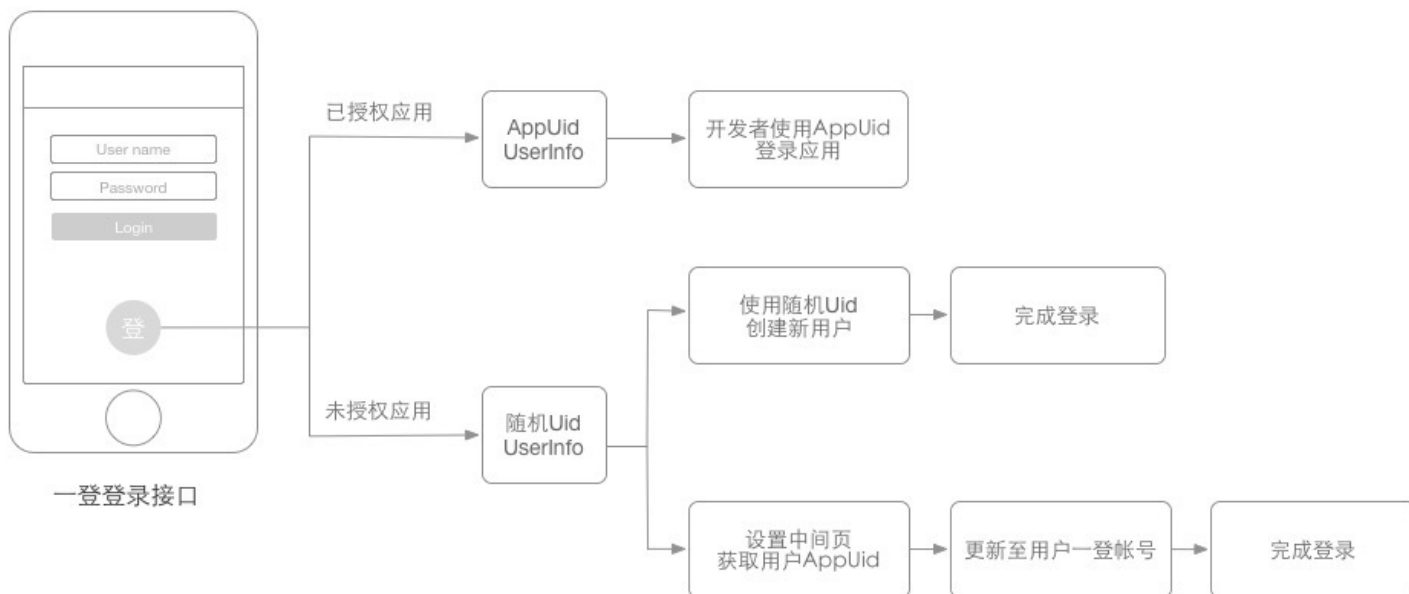 User name
Password
Login
登
一登登录接口
已授权应用
AppUid
UserInfo
开发者使用AppUid
登录应用
未授权应用
随机Uid
UserInfo
使用随机Uid
创建新用户
完成登录
设置中间页
获取用户AppUid
更新至用户一登帐号
完成登录